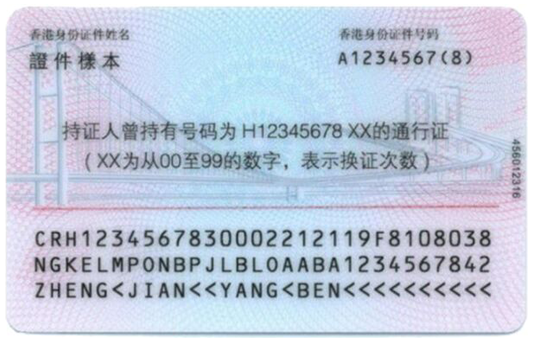 香港身份证件姓名
證件樣本
香港身份证件号码
A1234567(8)
持证人曾持有号码为 H12345678 XX的通行证
（XX为从00至99的数字，表示换证次数）
456012316
CRH1234567830002212119F8108038
NGKELMPONBPJLBLOAABA1234567842
ZHENG<JIAN<<YANG<BEN<<<<<<<<<<